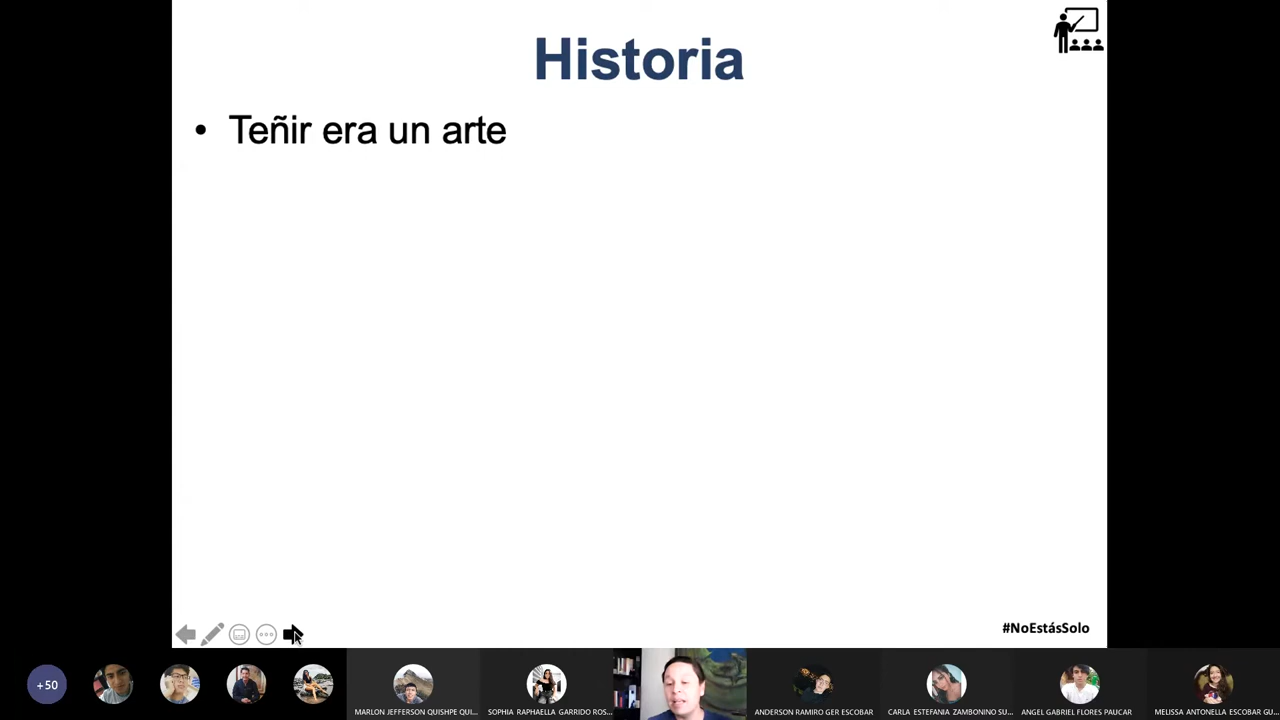 Historia
• Teñir era un arte
#NoEstásSolo
+50
MARLON JEFFERSON QUISHPE QUI...
SOPHIA RAPHAELLA GARRIDO ROS...
ANDERSON RAMIRO GER ESCOBAR
CARLA ESTEFANIA ZAMBONINO SU...
ANGEL GABRIEL FLORES PAUCAR
MELISSA ANTONELLA ESCOBAR GU...